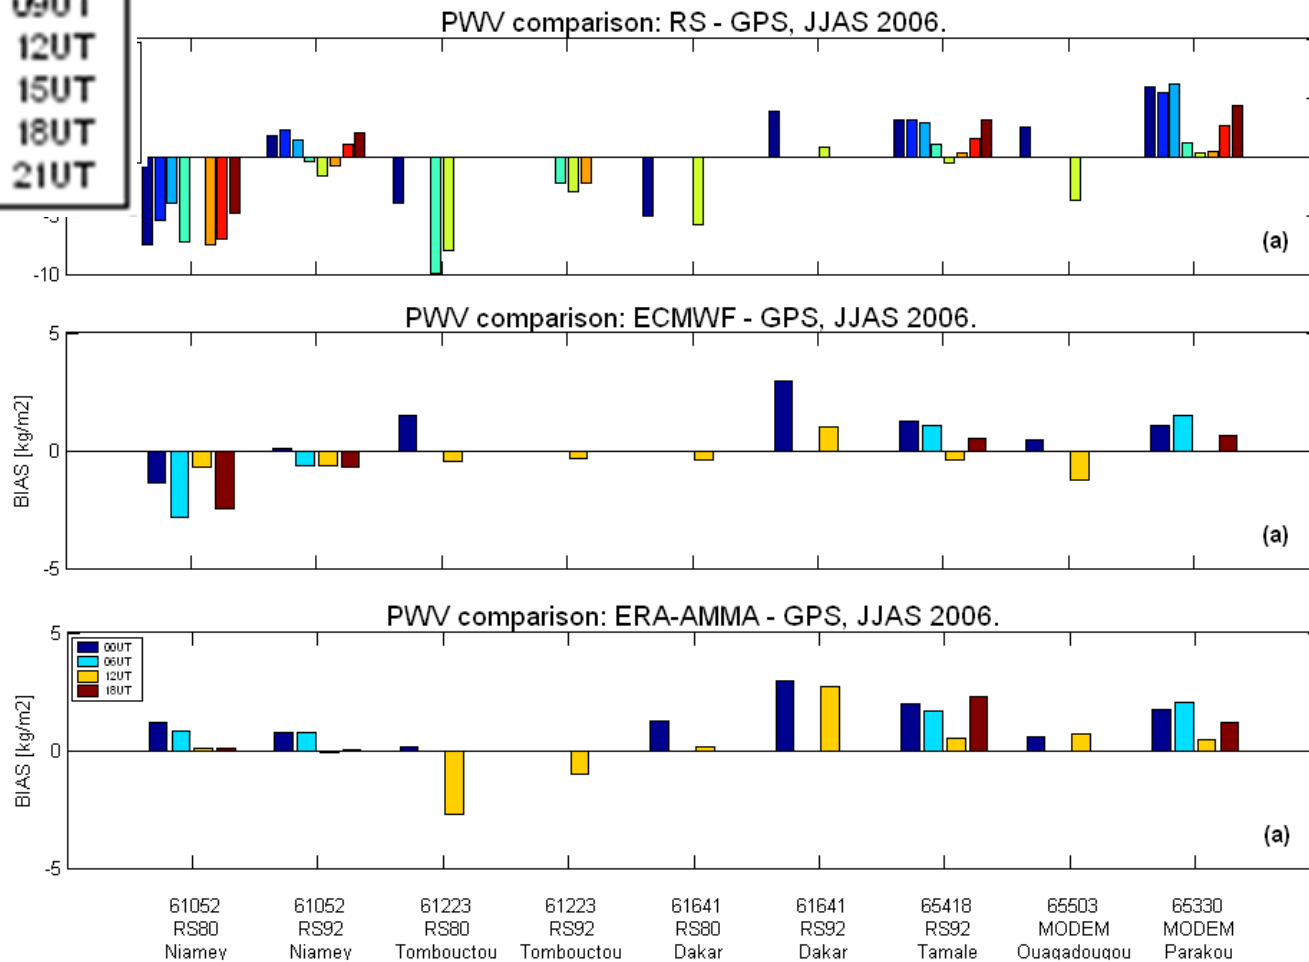 09UT
12UT
15UT
18UT
21UT
PWV comparison: RS - GPS, JJAS 2006.
-5
-10
(a)
PWV comparison: ECMWF - GPS, JJAS 2006.
5
0
-5
BIAS [kg/m2]
(a)
PWV comparison: ERA-AMMA - GPS, JJAS 2006.
5
0
-5
BIAS [kg/m2]
00UT
06UT
12UT
18UT
(a)
61052 61052 61223 61223 61641 61641 65418 65503 65330
RS80 RS92 RS80 RS92 RS80 RS92 RS92 MODEM MODEM
Niamey Niamey Tombouctou Tombouctou Dakar Dakar Tamale Ouagadougou Parakou